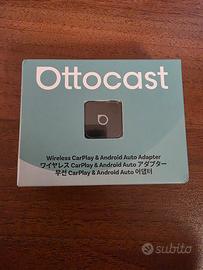 Ottocast
Wireless CarPlay & Android Auto Adapter
ワイヤレス CarPlay & Android Auto アダプター
무선 CarPlay & Android Auto 어댑터
subito